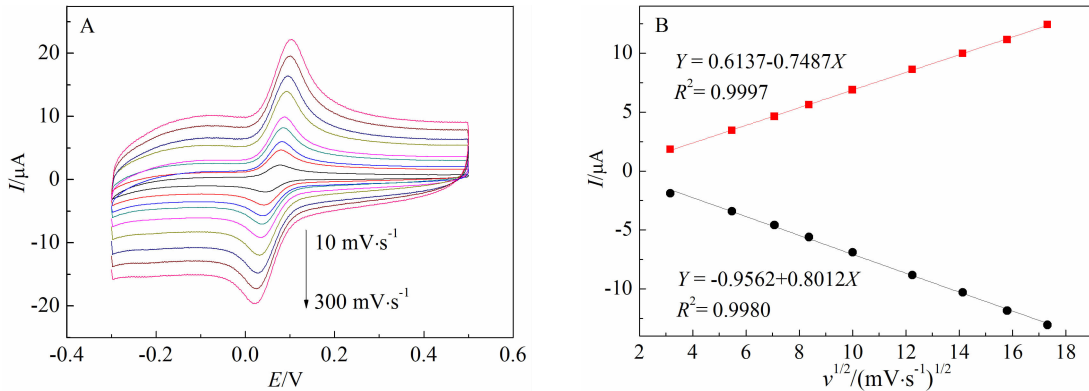 A
I/μA
20
10
0
-10
-20
10 mV·s⁻¹
300 mV·s⁻¹
-0.4
-0.2
0.0
0.2
0.4
0.6
E/V
B
I/μA
10
5
0
-5
-10
Y = 0.6137-0.7487X
R²= 0.9997
Y = -0.9562+0.8012X
R²= 0.9980
2
4
6
8
10
12
14
16
18
v^1/2/(mV·s⁻¹)^1/2